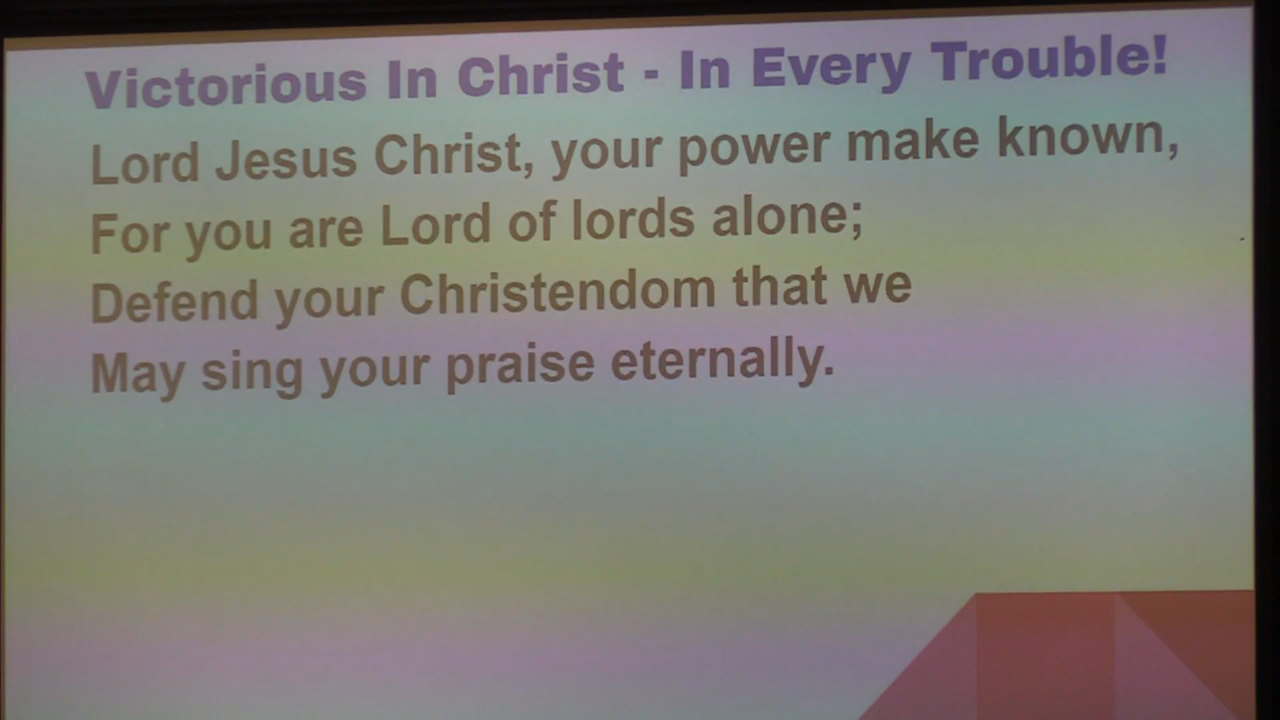 Victorious In Christ - In Every Trouble!
Lord Jesus Christ, your power make known,
For you are Lord of lords alone;
Defend your Christendom that we
May sing your praise eternally.